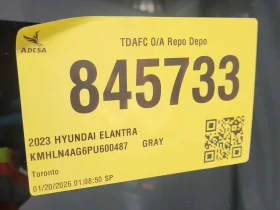 ADESA
TDAFC O/A Repo Depo
845733
2023 HYUNDAI ELANTRA
KMHLN4AG6PU600487 GRAY
Toronto
01/20/2026 01:08:50 SP